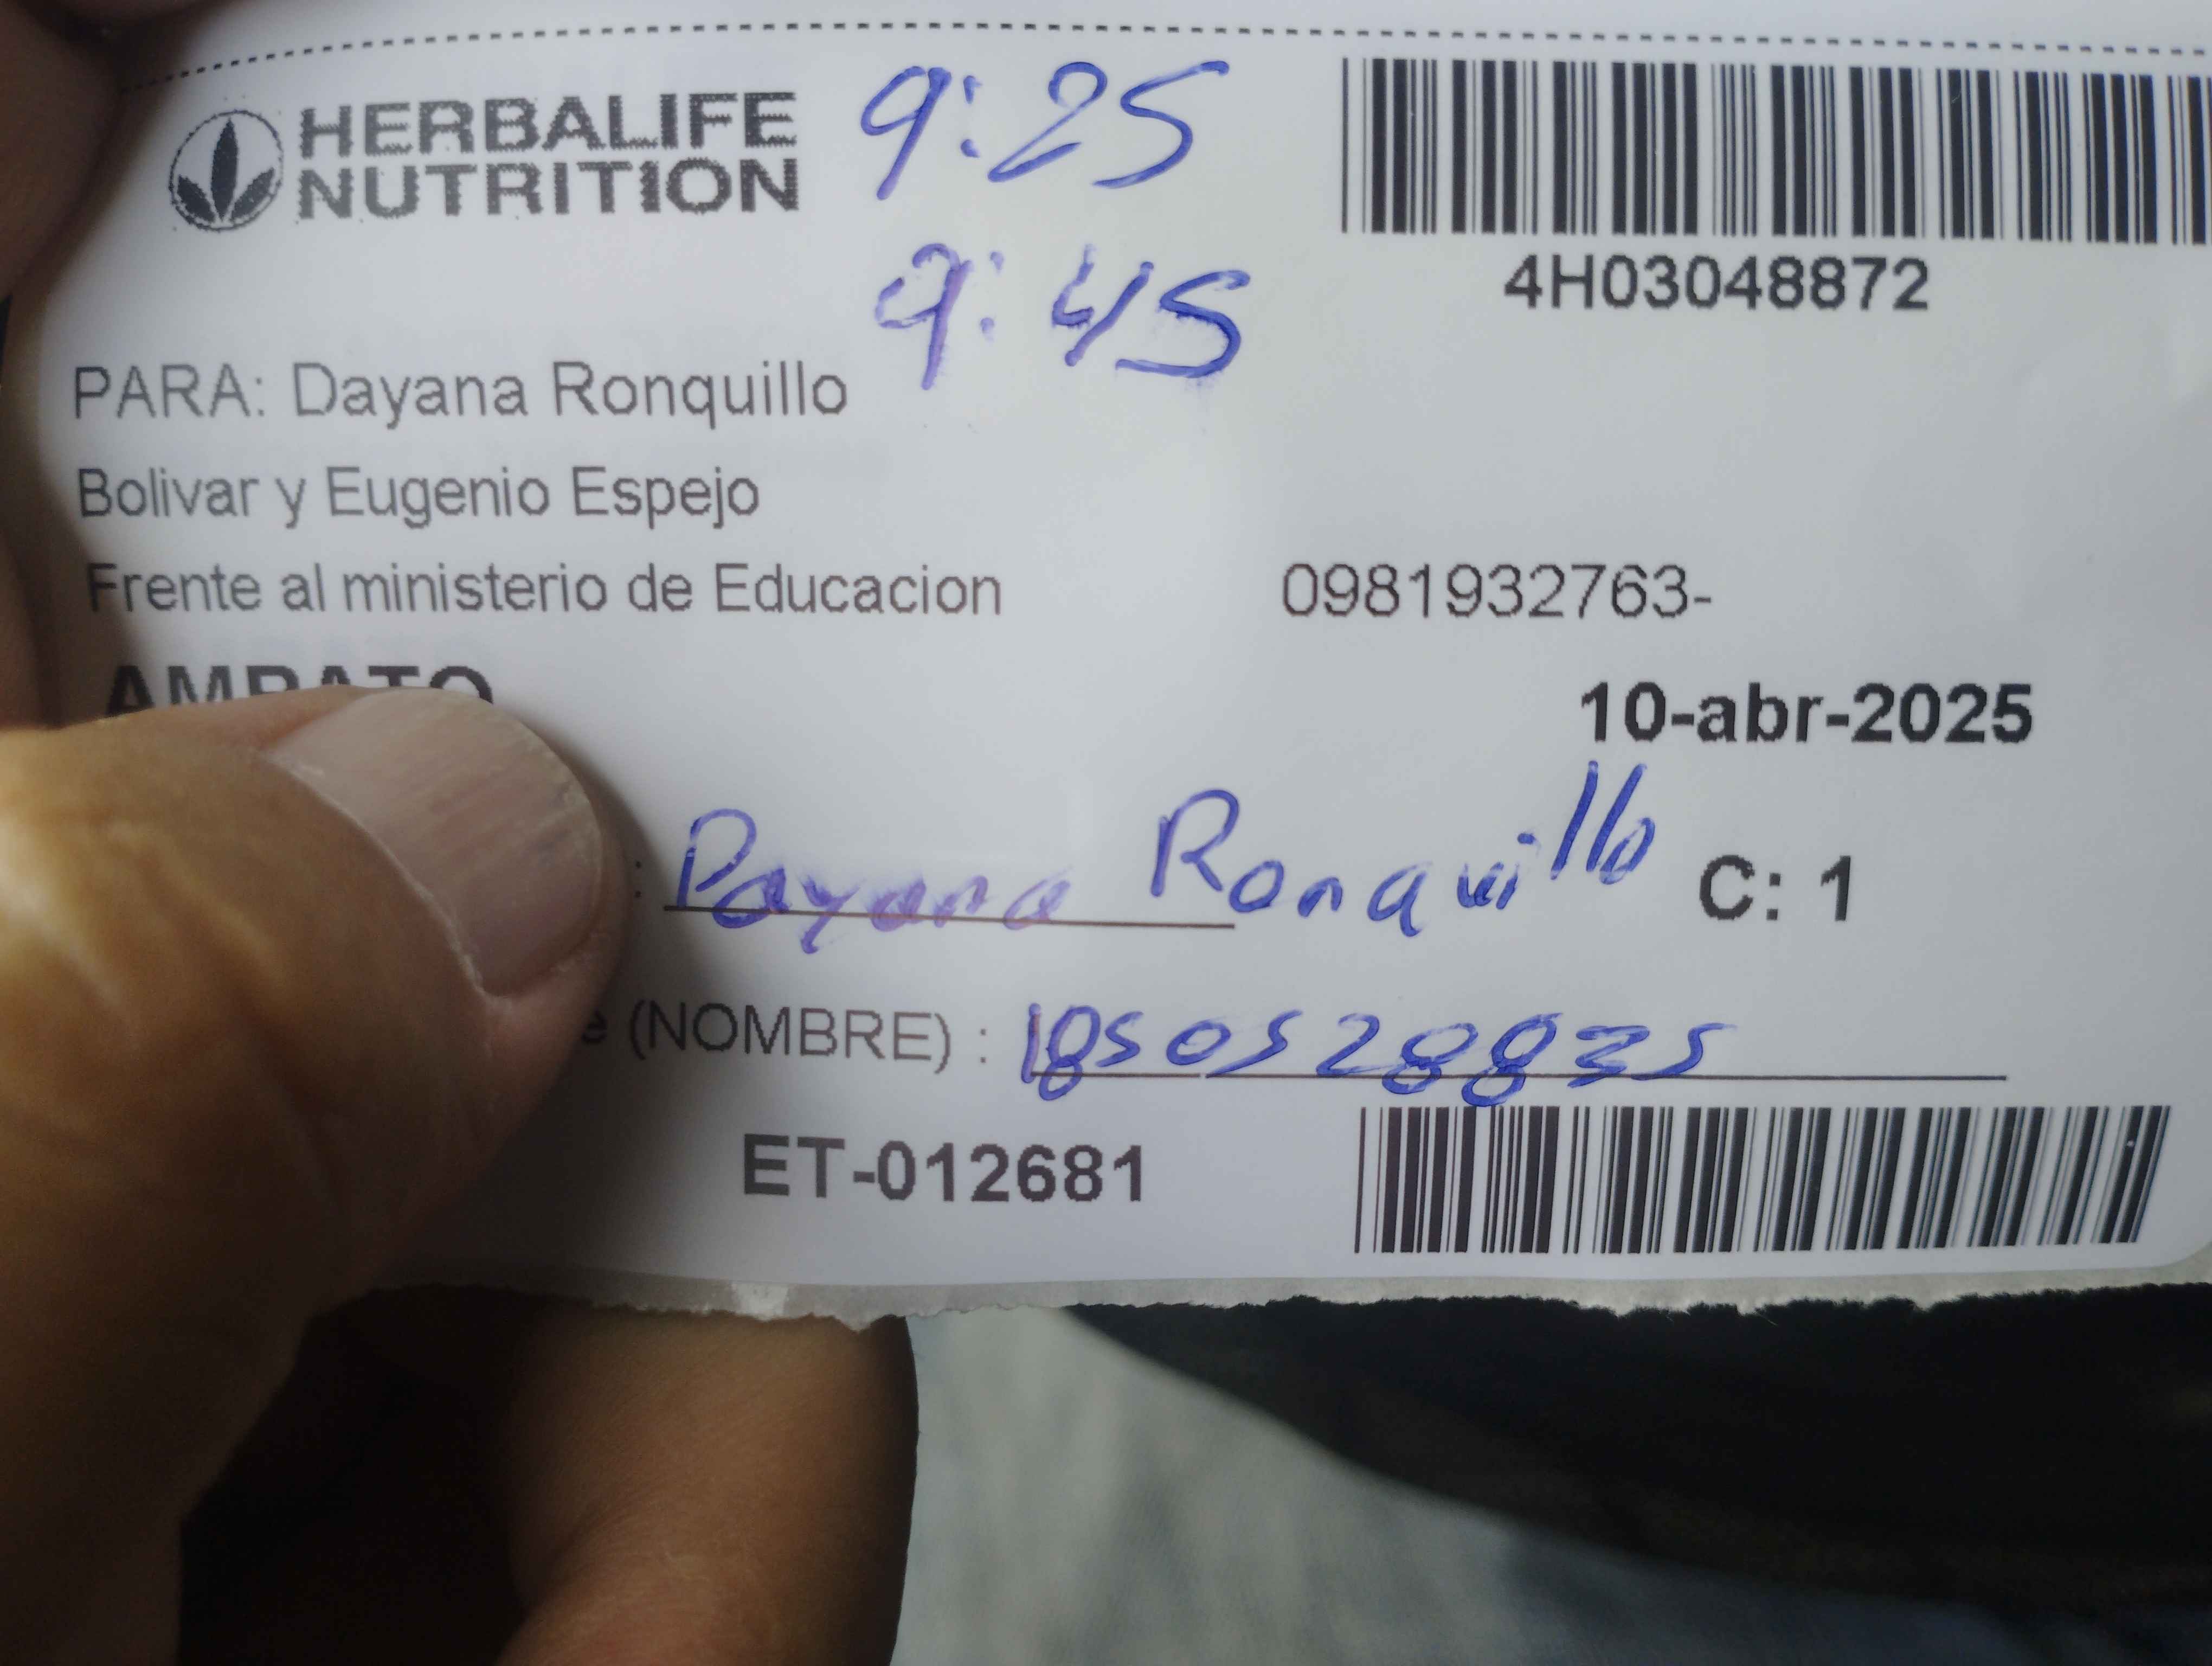 HERBALIFE
NUTRITION
9:25
9:45
4H03048872
PARA: Dayana Ronquillo
Bolivar y Eugenio Espejo
Frente al ministerio de Educacion
0981932763-
AMBATO
10-abr-2025
: Dayana Ronquillo
C: 1
(NOMBRE) : 1850528835
ET-012681